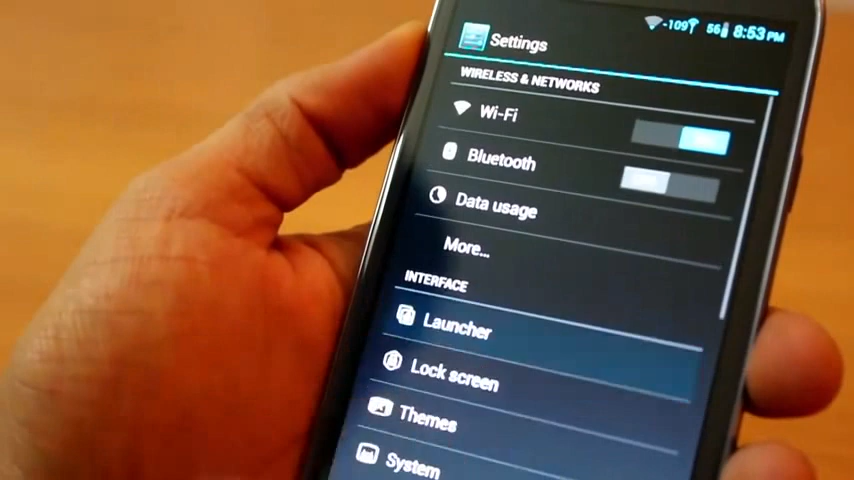 -109 56 8:53 PM
Settings
WIRELESS & NETWORKS
Wi-Fi
Bluetooth
Data usage
More...
INTERFACE
Launcher
Lock screen
Themes
System